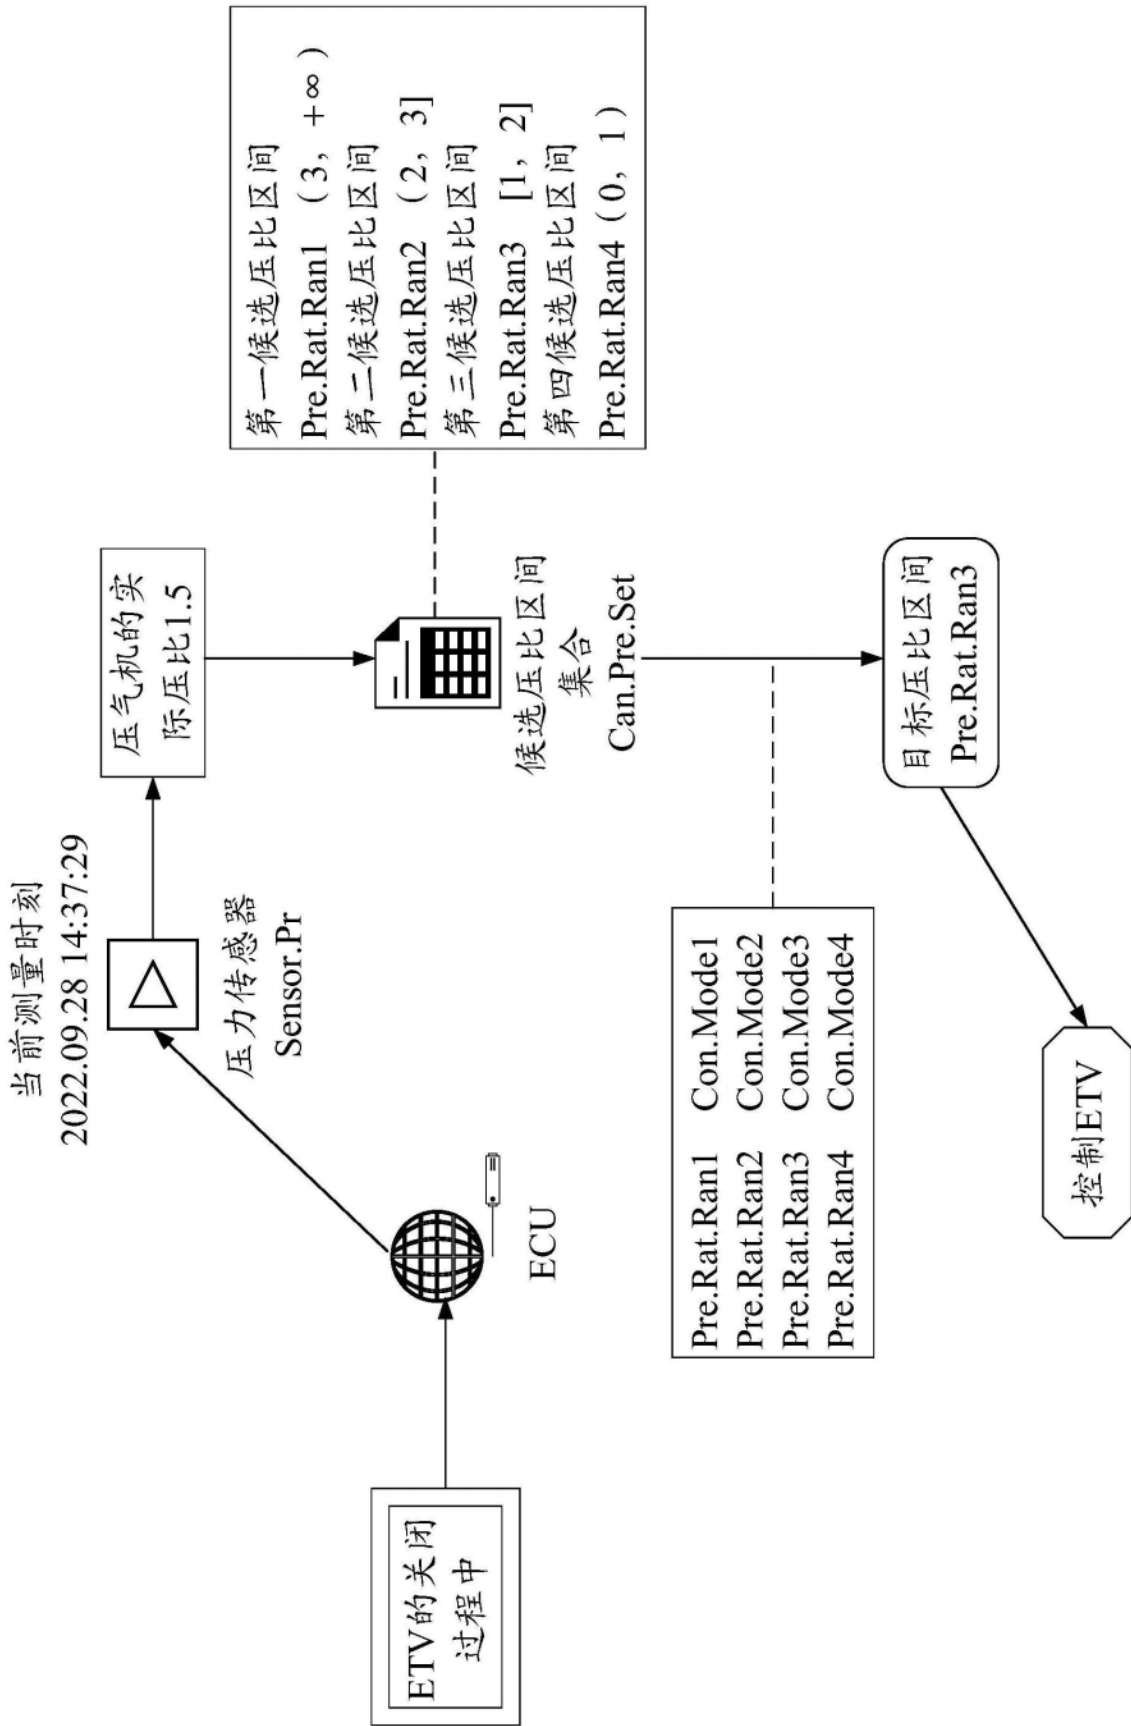 ETV的关闭
过程中
ECU
当前测量时刻
2022.09.28 14:37:29
压力传感器
Sensor.Pr
压气机的实
际压比1.5
候选压比区间
集合
Can.Pre.Set
第一候选压比区间
Pre.Rat.Ran1 （3，+∞）
第二候选压比区间
Pre.Rat.Ran2 （2，3]
第三候选压比区间
Pre.Rat.Ran3 [1，2]
第四候选压比区间
Pre.Rat.Ran4（0，1）
Pre.Rat.Ran1 Con.Mode1
Pre.Rat.Ran2 Con.Mode2
Pre.Rat.Ran3 Con.Mode3
Pre.Rat.Ran4 Con.Mode4
目标压比区间
Pre.Rat.Ran3
控制ETV